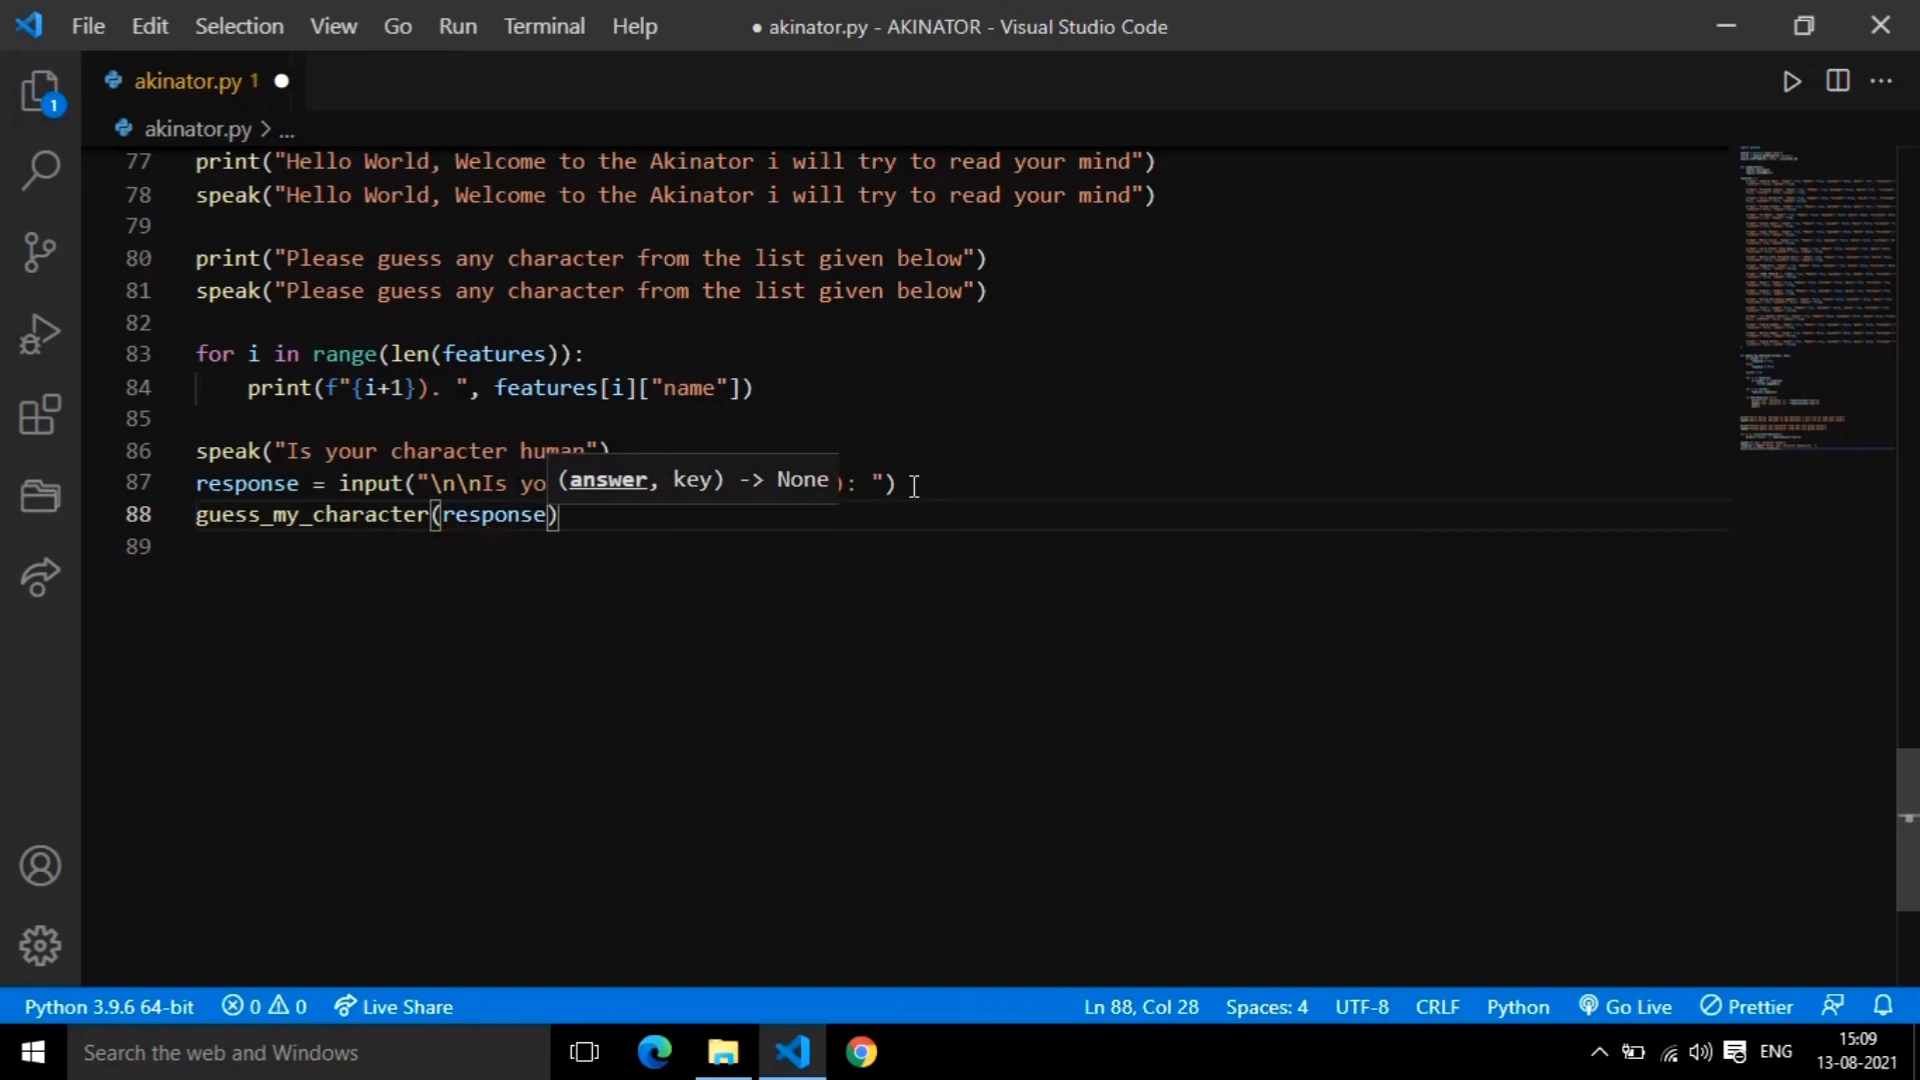 File Edit Selection View Go Run Terminal Help ● akinator.py - AKINATOR - Visual Studio Code
akinator.py 1
akinator.py > ...
1
77 print("Hello World, Welcome to the Akinator i will try to read your mind")
78 speak("Hello World, Welcome to the Akinator i will try to read your mind")
79
80 print("Please guess any character from the list given below")
81 speak("Please guess any character from the list given below")
82
83 for i in range(len(features)):
84 print(f"{i+1}). ", features[i]["name"])
85
86 speak("Is your character human")
87 response = input("\n\nIs yo ): ")
(answer, key) -> None
88 guess_my_character(response)
89
Python 3.9.6 64-bit 0 0 Live Share Ln 88, Col 28 Spaces: 4 UTF-8 CRLF Python Go Live Prettier
Search the web and Windows ENG 15:09
13-08-2021